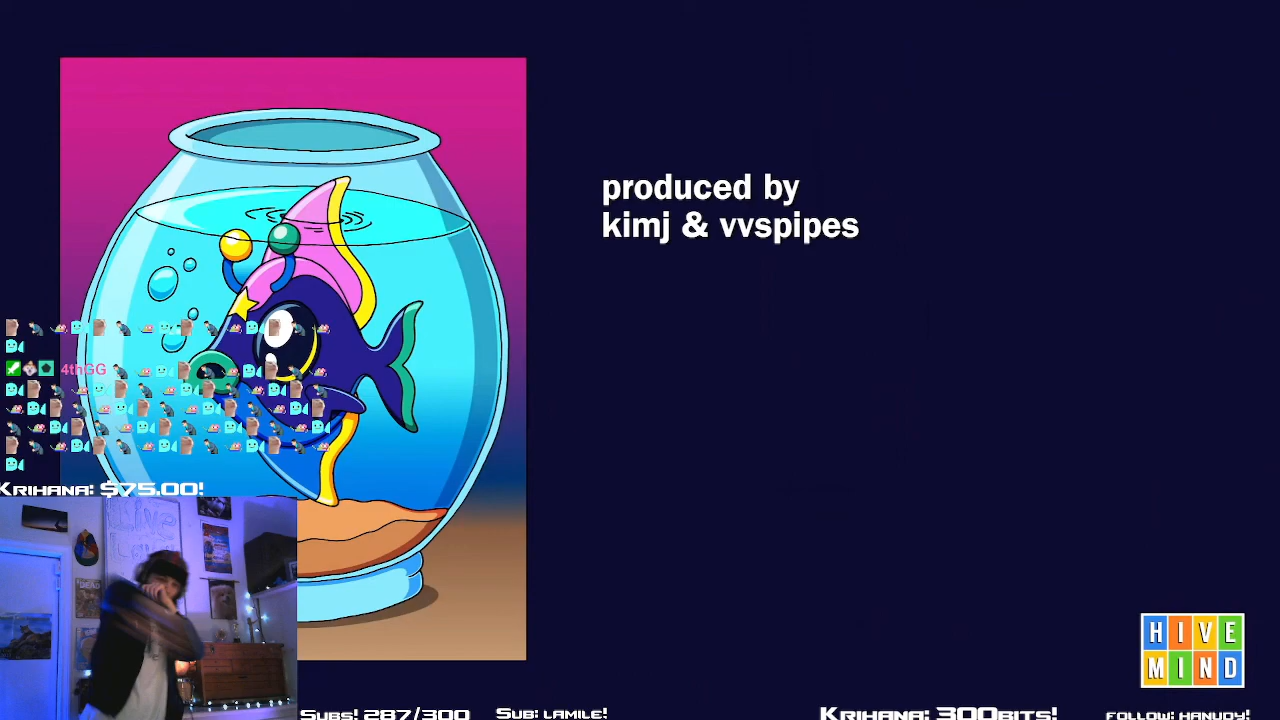 produced by
kimj & vvspipes
4thGG
Krihana: $75.00!
Live
HIVE
MIND
Subs! 287/300
Sub: lamile!
Krihana: 300bits!
follow: hanudy!